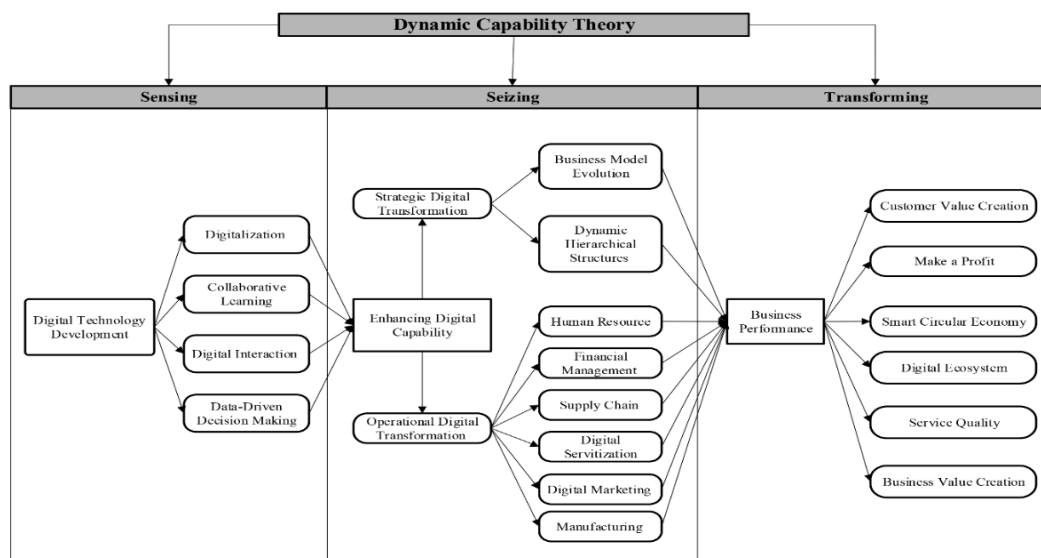 Dynamic Capability Theory
Sensing
Seizing
Transforming
Digital Technology
Development
Digitalization
Collaborative
Learning
Digital Interaction
Data-Driven
Decision Making
Enhancing Digital
Capability
Strategic Digital
Transformation
Operational Digital
Transformation
Business Model
Evolution
Dynamic
Hierarchical
Structures
Human Resource
Financial
Management
Supply Chain
Digital
Servitization
Digital Marketing
Manufacturing
Business
Performance
Customer Value Creation
Make a Profit
Smart Circular Economy
Digital Ecosystem
Service Quality
Business Value Creation